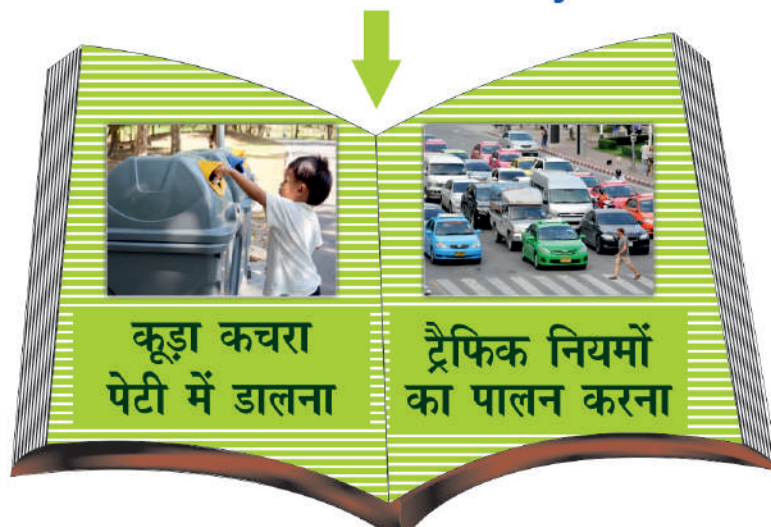 कूड़ा कचरा
पेटी में डालना
ट्रैफिक नियमों
का पालन करना